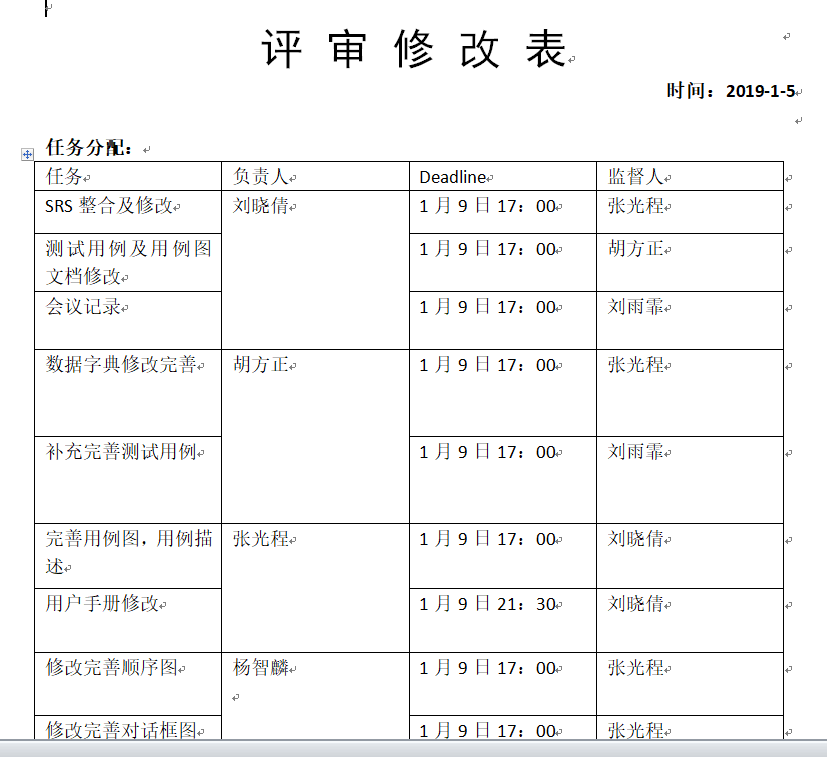 评 审 修 改 表
时间：2019-1-5
任务分配：
任务 负责人 Deadline 监督人
SRS 整合及修改 刘晓倩 1 月 9 日 17：00 张光程
测试用例及用例图 1 月 9 日 17：00 胡方正
文档修改
会议记录 1 月 9 日 17：00 刘雨霏
数据字典修改完善 胡方正 1 月 9 日 17：00 张光程
补充完善测试用例 1 月 9 日 17：00 刘雨霏
完善用例图，用例描 张光程 1 月 9 日 17：00 刘晓倩
述
用户手册修改 1 月 9 日 21：30 刘晓倩
修改完善顺序图 杨智麟 1 月 9 日 17：00 张光程
修改完善对话框图 1 月 9 日 17：00 张光程